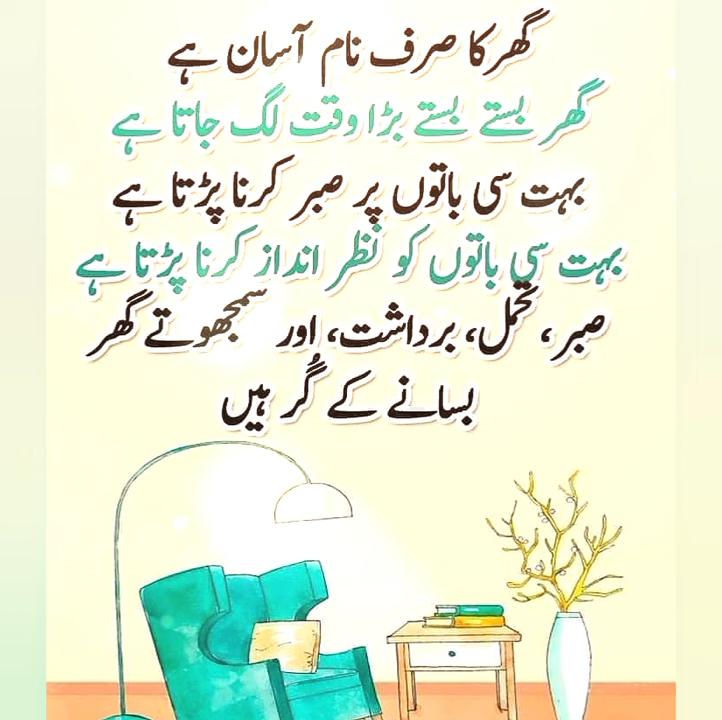 گھر کا صرف نام آسان ہے
گھر بستے بستے بڑا وقت لگ جاتا ہے
بہت سی باتوں پر صبر کرنا پڑتا ہے
بہت سی باتوں کو نظر انداز کرنا پڑتا ہے
صبر، تحمل، برداشت، اور سمجھوتے گھر
بسانے کے گُر ہیں